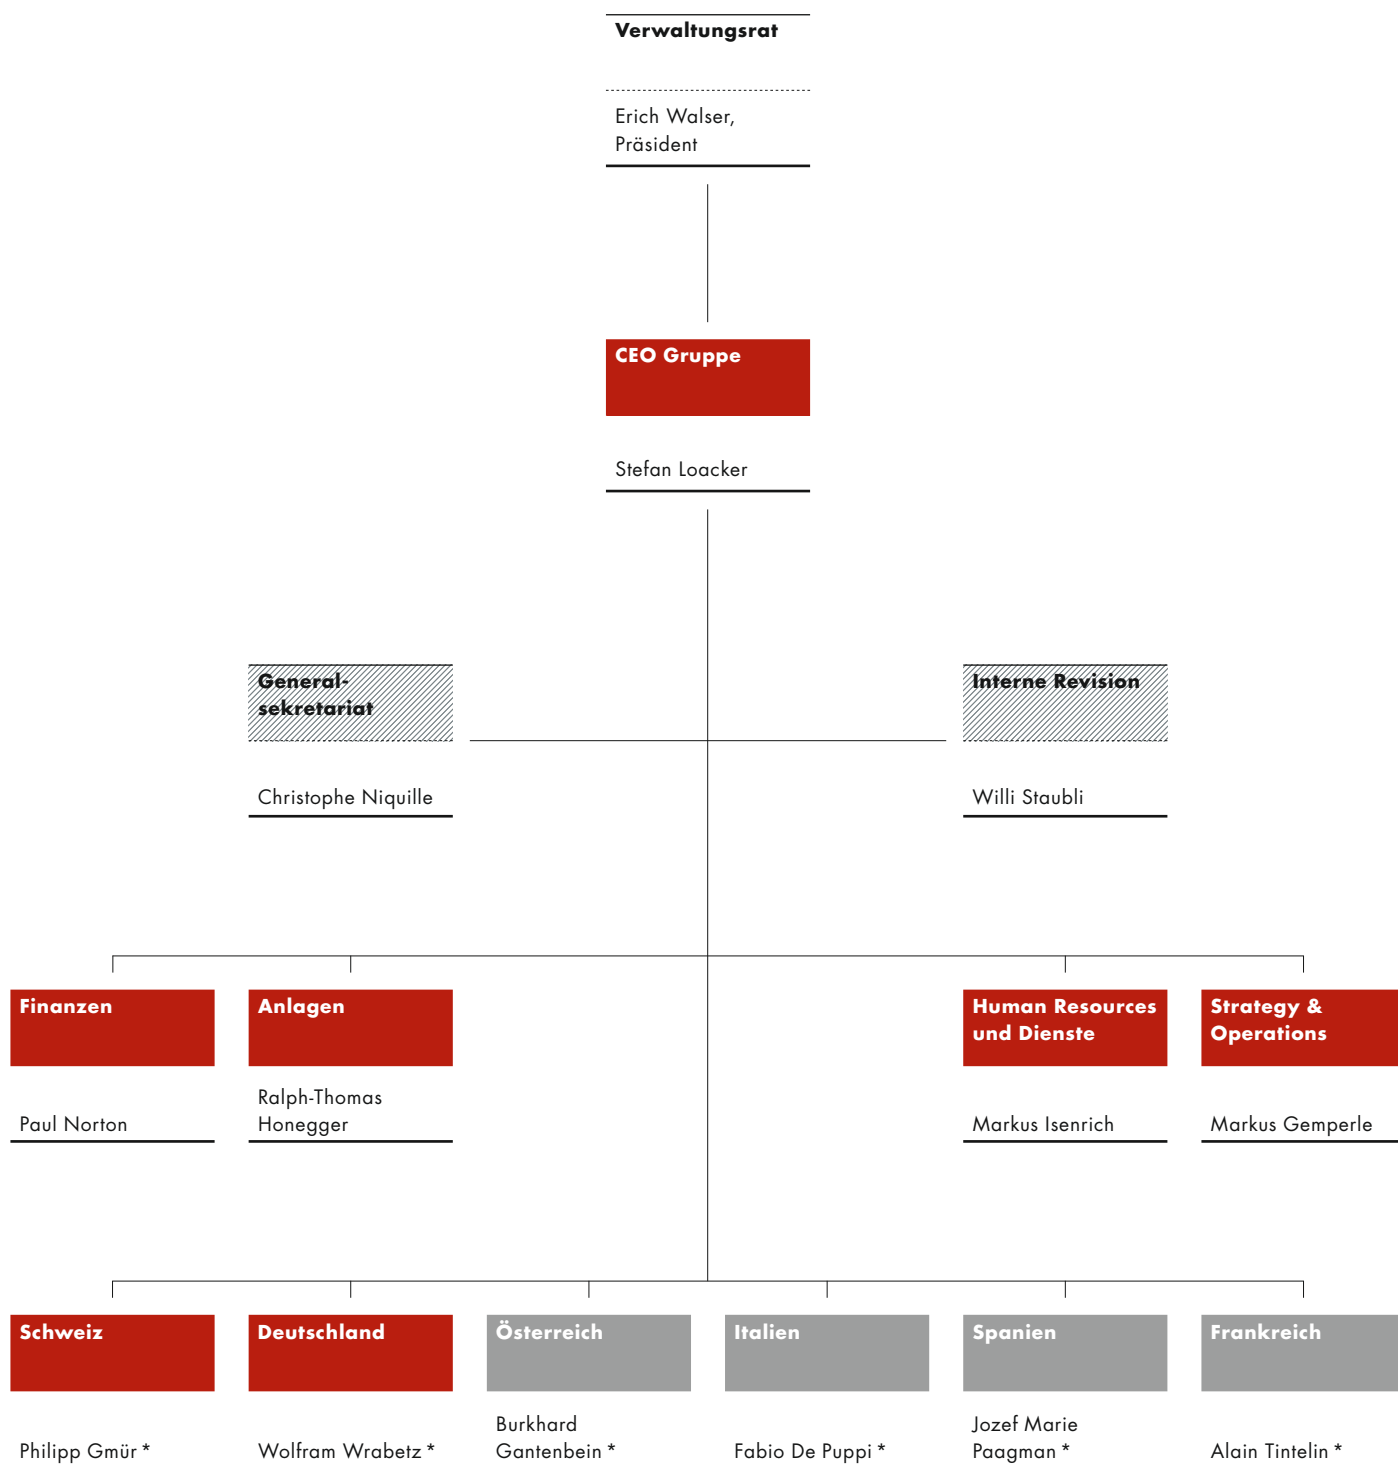 Verwaltungsrat
Erich Walser,
Präsident
CEO Gruppe
Stefan Loacker
General-
sekretariat
Christophe Niquille
Interne Revision
Willi Staubli
Finanzen
Paul Norton
Anlagen
Ralph-Thomas
Honegger
Human Resources
und Dienste
Markus Isenrich
Strategy &
Operations
Markus Gemperle
Schweiz
Philipp Gmür *
Deutschland
Wolfram Wrabetz *
Österreich
Burkhard
Gantenbein *
Italien
Fabio De Puppi *
Spanien
Jozef Marie
Paagman *
Frankreich
Alain Tintelin *